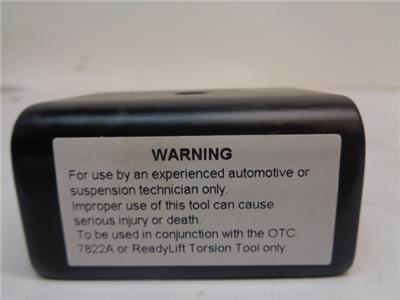 WARNING
For use by an experienced automotive or
suspension technician only.
Improper use of this tool can cause
serious injury or death.
To be used in conjunction with the OTC
7822A or ReadyLift Torsion Tool only.